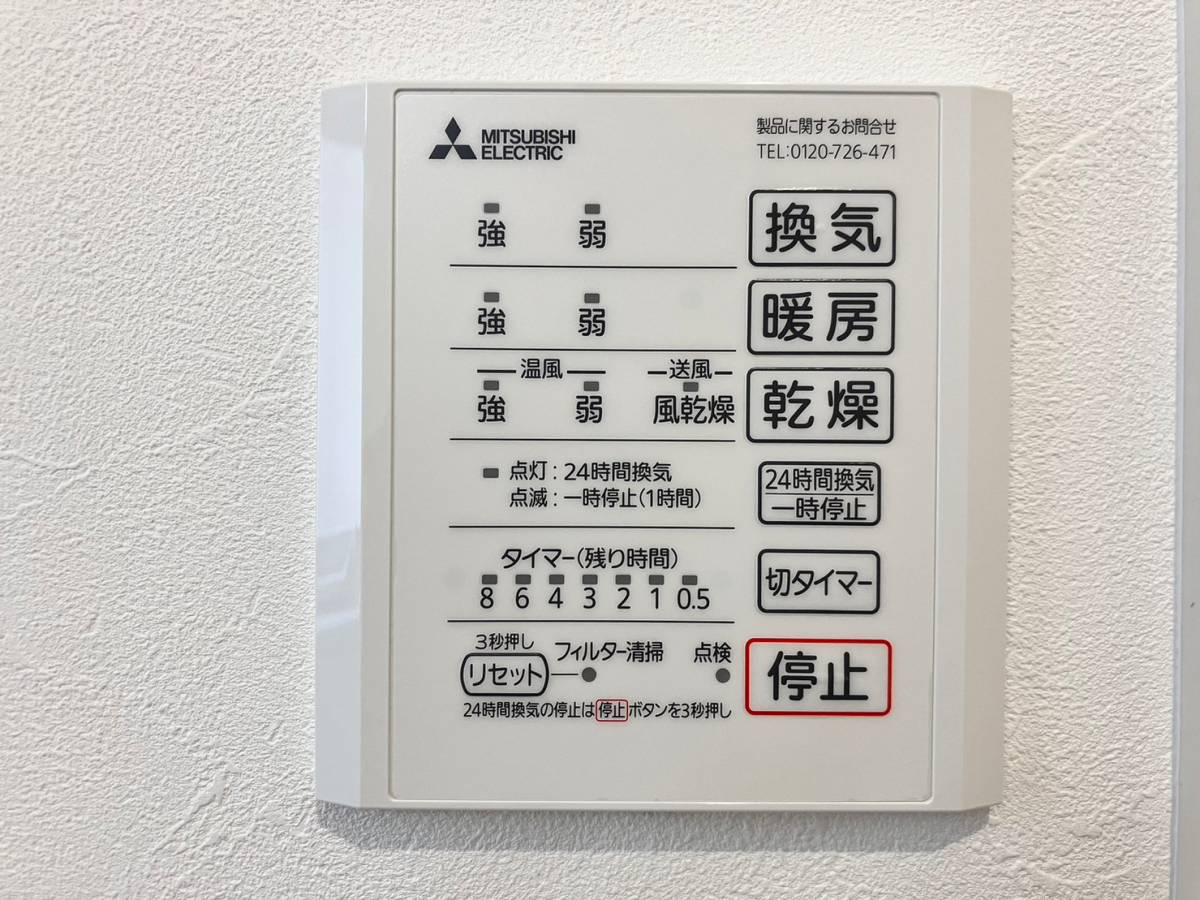 MITSUBISHI
ELECTRIC
製品に関するお問合せ
TEL:0120-726-471
強 弱 換気
強 弱 暖房
温風 送風
強 弱 風乾燥 乾燥
点灯:24時間換気
点滅:一時停止(1時間)
24時間換気
一時停止
タイマー(残り時間)
8 6 4 3 2 1 0.5
切タイマー
3秒押し
リセット フィルター清掃 点検
停止
24時間換気の停止は停止ボタンを3秒押し